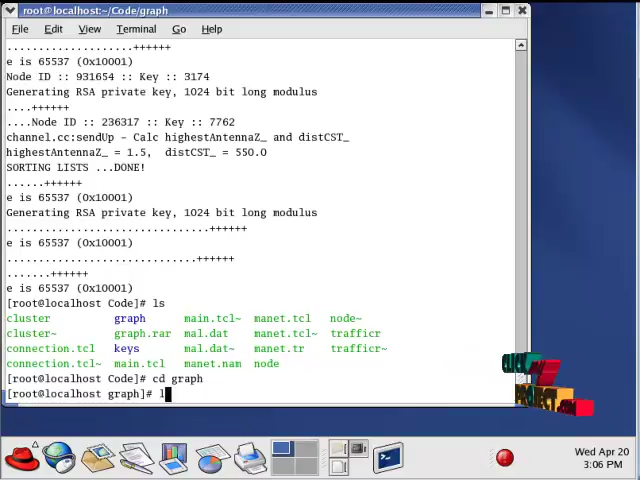 root@localhost:~/Code/graph
File Edit View Terminal Go Help
.....................++++++
e is 65537 (0x10001)
Node ID :: 931654 :: Key :: 3174
Generating RSA private key, 1024 bit long modulus
....++++++
....Node ID :: 236317 :: Key :: 7762
channel.cc:sendUp - Calc highestAntennaZ_ and distCST_
highestAntennaZ_ = 1.5,  distCST_ = 550.0
SORTING LISTS ...DONE!
......++++++
e is 65537 (0x10001)
Generating RSA private key, 1024 bit long modulus
..................................++++++
e is 65537 (0x10001)
................................++++++
.......++++++
e is 65537 (0x10001)
[root@localhost Code]# ls
cluster graph main.tcl~ manet.tcl node~
cluster~ graph.rar mal.dat manet.tcl~ trafficr
connection.tcl keys mal.dat~ manet.tr trafficr~
connection.tcl~ main.tcl manet.nam node
[root@localhost Code]# cd graph
[root@localhost graph]# l
CLICK
PROJECT
Wed Apr 20
3:06 PM